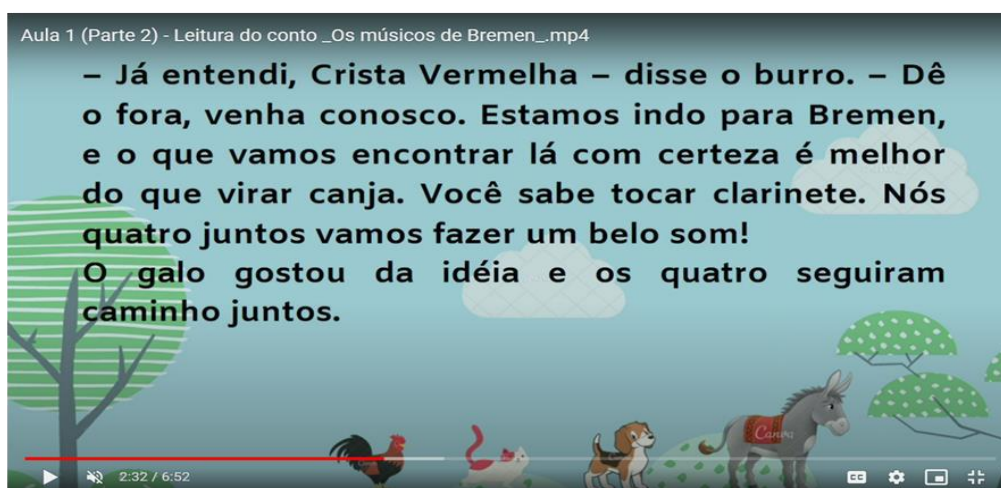 Aula 1 (Parte 2) - Leitura do conto _Os músicos de Bremen_.mp4
– Já entendi, Crista Vermelha – disse o burro. – Dê
o fora, venha conosco. Estamos indo para Bremen,
e o que vamos encontrar lá com certeza é melhor
do que virar canja. Você sabe tocar clarinete. Nós
quatro juntos vamos fazer um belo som!
O galo gostou da idéia e os quatro seguiram
caminho juntos.
Canva
2:32 / 6:52
CC